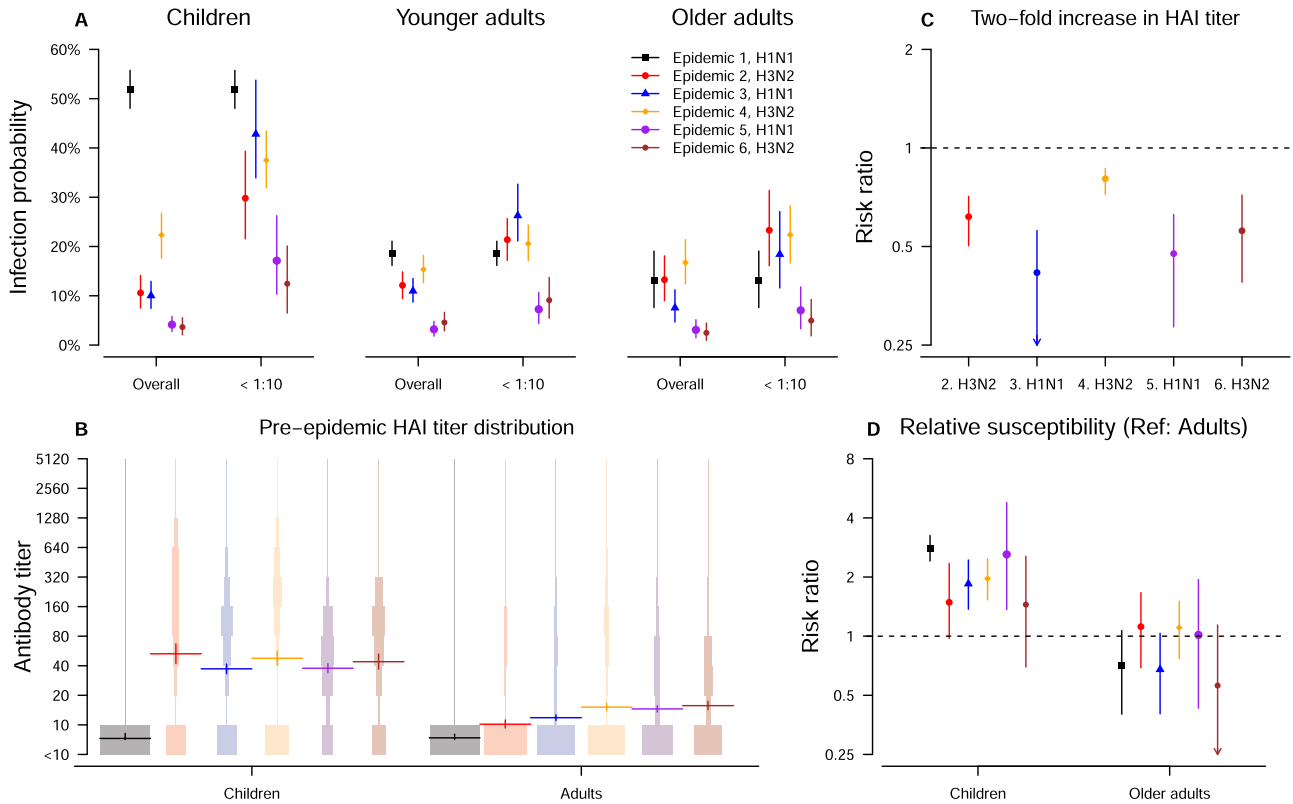 A
Children
Younger adults
Older adults
Infection probability
60%
50%
40%
30%
20%
10%
0%
Epidemic 1, H1N1
Epidemic 2, H3N2
Epidemic 3, H1N1
Epidemic 4, H3N2
Epidemic 5, H1N1
Epidemic 6, H3N2
Overall
< 1:10
Overall
< 1:10
Overall
< 1:10
C
Two−fold increase in HAI titer
Risk ratio
2
1
0.5
0.25
2. H3N2
3. H1N1
4. H3N2
5. H1N1
6. H3N2
B
Pre−epidemic HAI titer distribution
Antibody titer
5120
2560
1280
640
320
160
80
40
20
10
<10
Children
Adults
D
Relative susceptibility (Ref: Adults)
Risk ratio
8
4
2
1
0.5
0.25
Children
Older adults